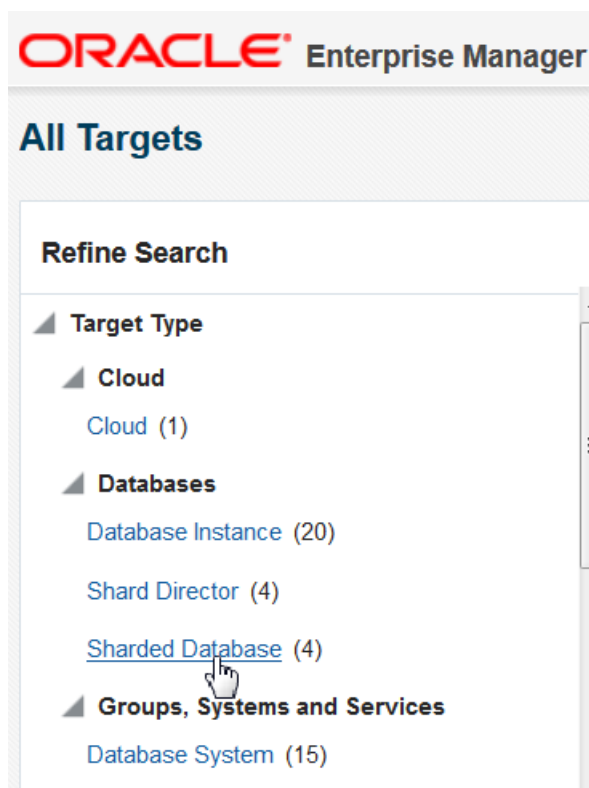 ORACLE Enterprise Manager
All Targets
Refine Search
Target Type
Cloud
Cloud (1)
Databases
Database Instance (20)
Shard Director (4)
Sharded Database (4)
Groups, Systems and Services
Database System (15)